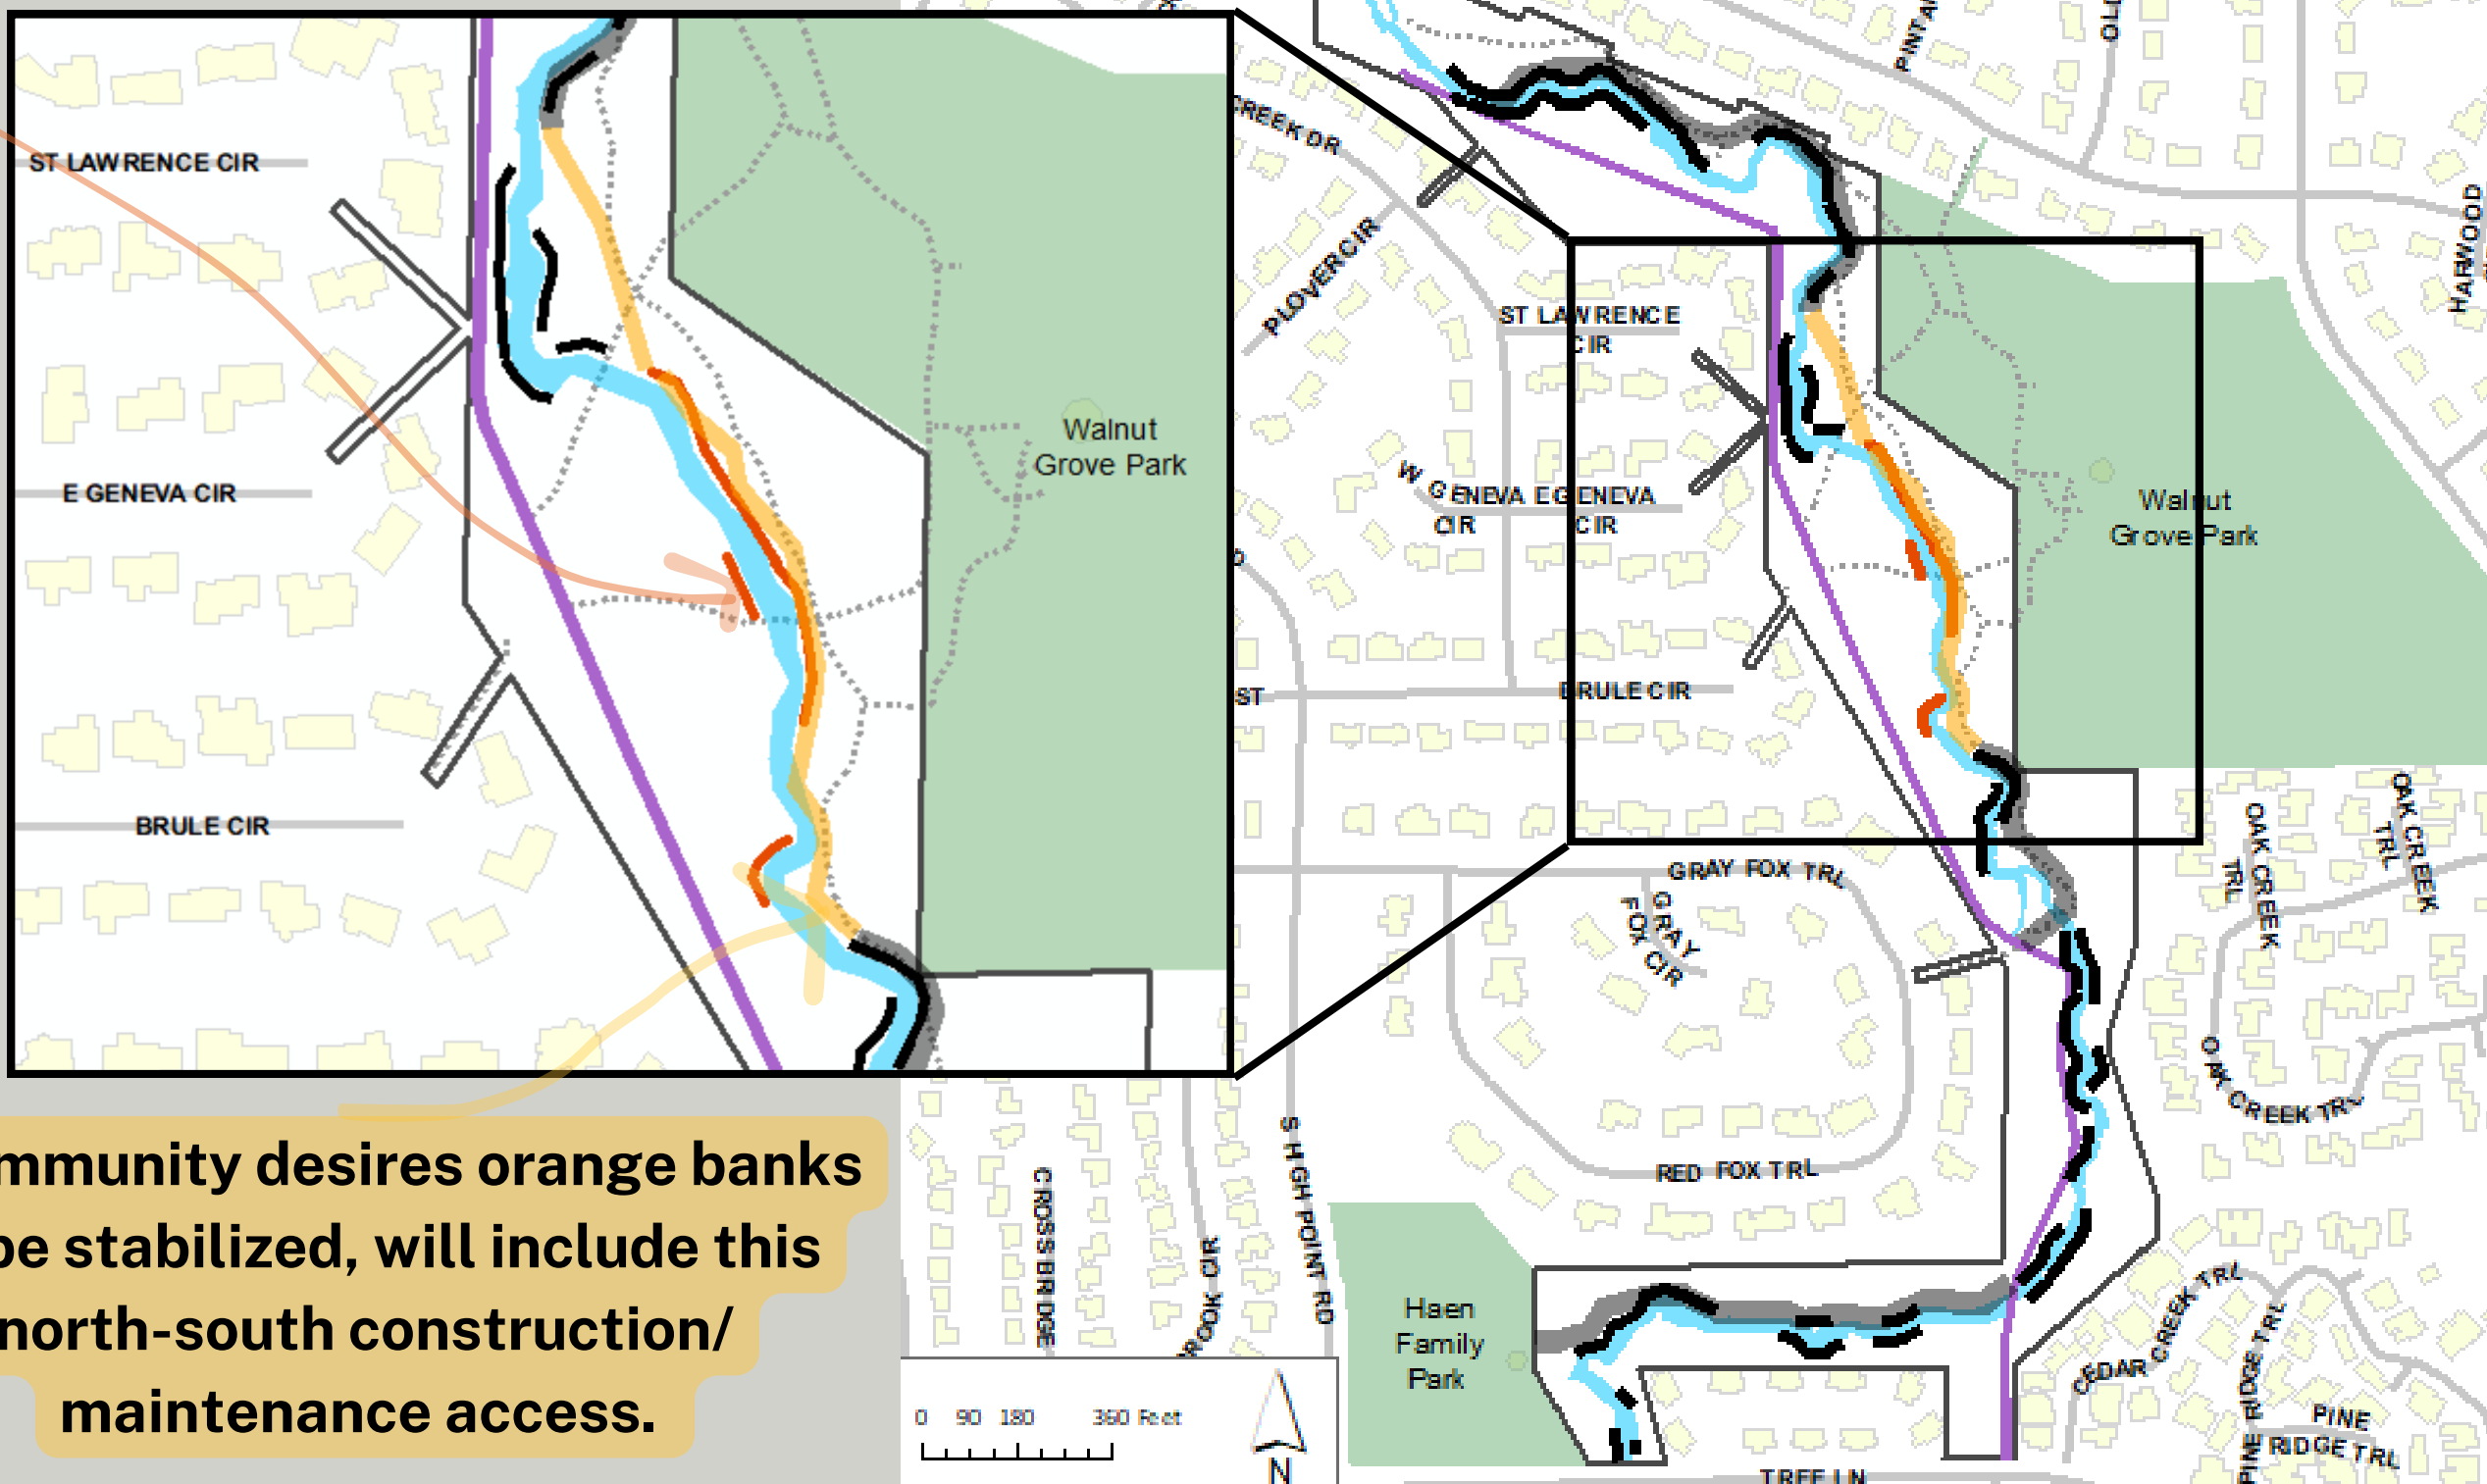 ST LAWRENCE CIR
E GENEVA CIR
BRULE CIR
Walnut
Grove Park
mmunity desires orange banks
be stabilized, will include this
north-south construction/
maintenance access.
CREEK DR
PLOVER CIR
ST LAWRENCE
CIR
W GENEVA
CIR
E GENEVA
CIR
ST
BRULE CIR
Walnut
Grove Park
HARWOOD
GRAY FOX TRL
GRAY
FOX CIR
RED FOX TRL
OAK CREEK
TRL
OAK CREEK
TRL
OAK CREEK TRL
S HIGH POINT RD
CROSSBRIDGE
ROOK CIR
Haen
Family
Park
CEDAR CREEK TRL
PINE RIDGE TRL
PINE
RIDGE TRL
TREE LN
0 90 180 360 Feet
N